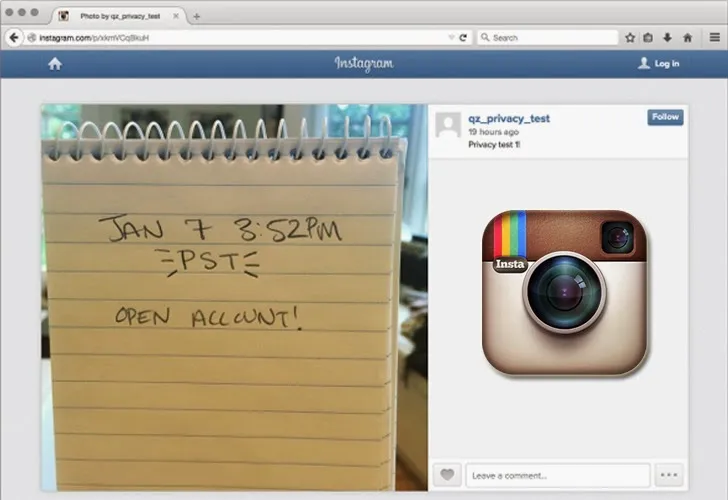 Photo by qz_privacy_test
instagram.com/p/xkmVCqBkuH
Search
Instagram
Log in
qz_privacy_test
Follow
19 hours ago
Privacy test 1!
JAN 7 3:52PM
PST
OPEN ACCOUNT!
Insta
Leave a comment...